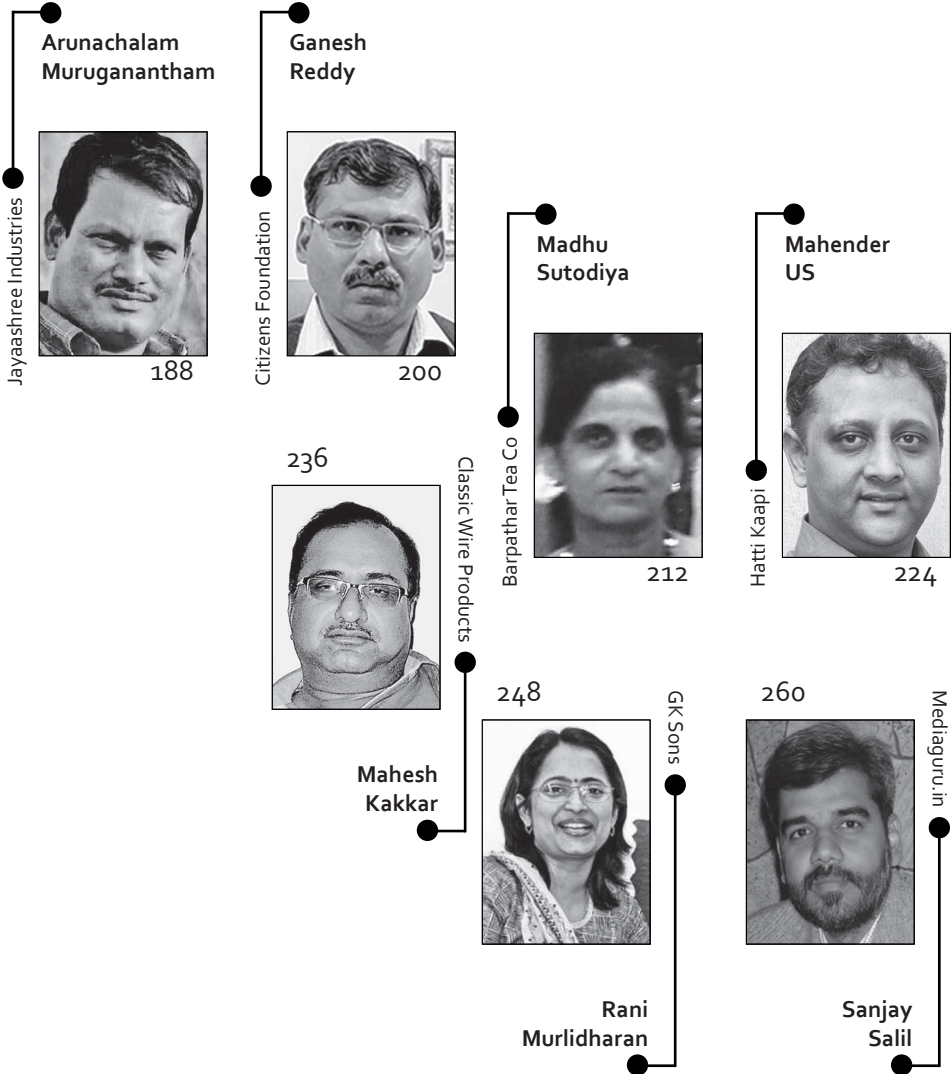 Arunachalam
Muruganantham
Jayaashree Industries
188
Ganesh
Reddy
Citizens Foundation
200
Madhu
Sutodiya
Barpathar Tea Co
212
Mahender
US
Hatti Kaapi
224
236
Classic Wire Products
Mahesh
Kakkar
248
GK Sons
Rani
Murlidharan
260
Mediaguru.in
Sanjay
Salil